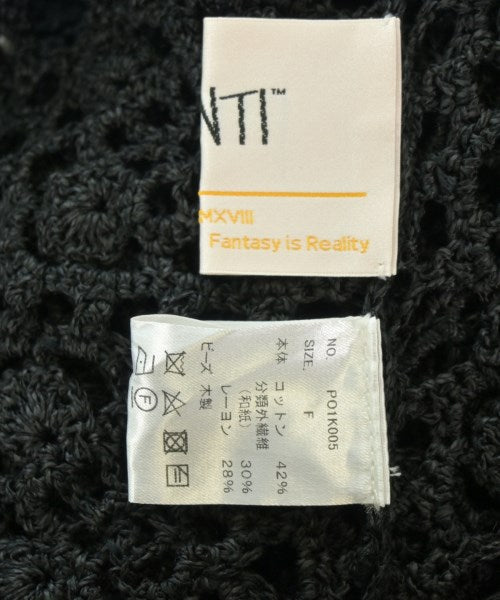 NTI™
MXVIII
Fantasy is Reality
NO. PO1K005
SIZE. F
本体 コットン 42%
分類外繊維
(和紙) 30%
レーヨン 28%
ビーズ 木製
F